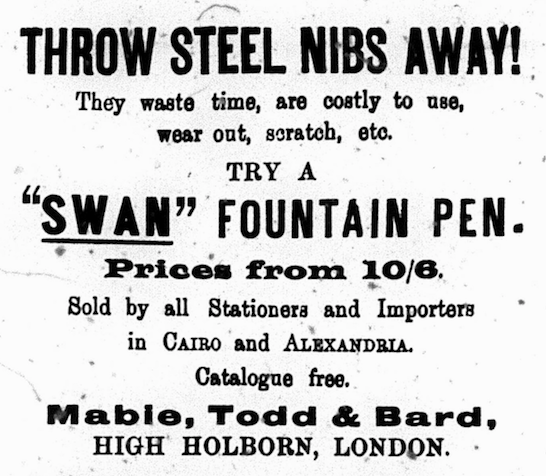 THROW STEEL NIBS AWAY!
They waste time, are costly to use,
wear out, scratch, etc.
TRY A
“SWAN” FOUNTAIN PEN.
Prices from 10/6.
Sold by all Stationers and Importers
in CAIRO and ALEXANDRIA.
Catalogue free.
Mabie, Todd & Bard,
HIGH HOLBORN, LONDON.